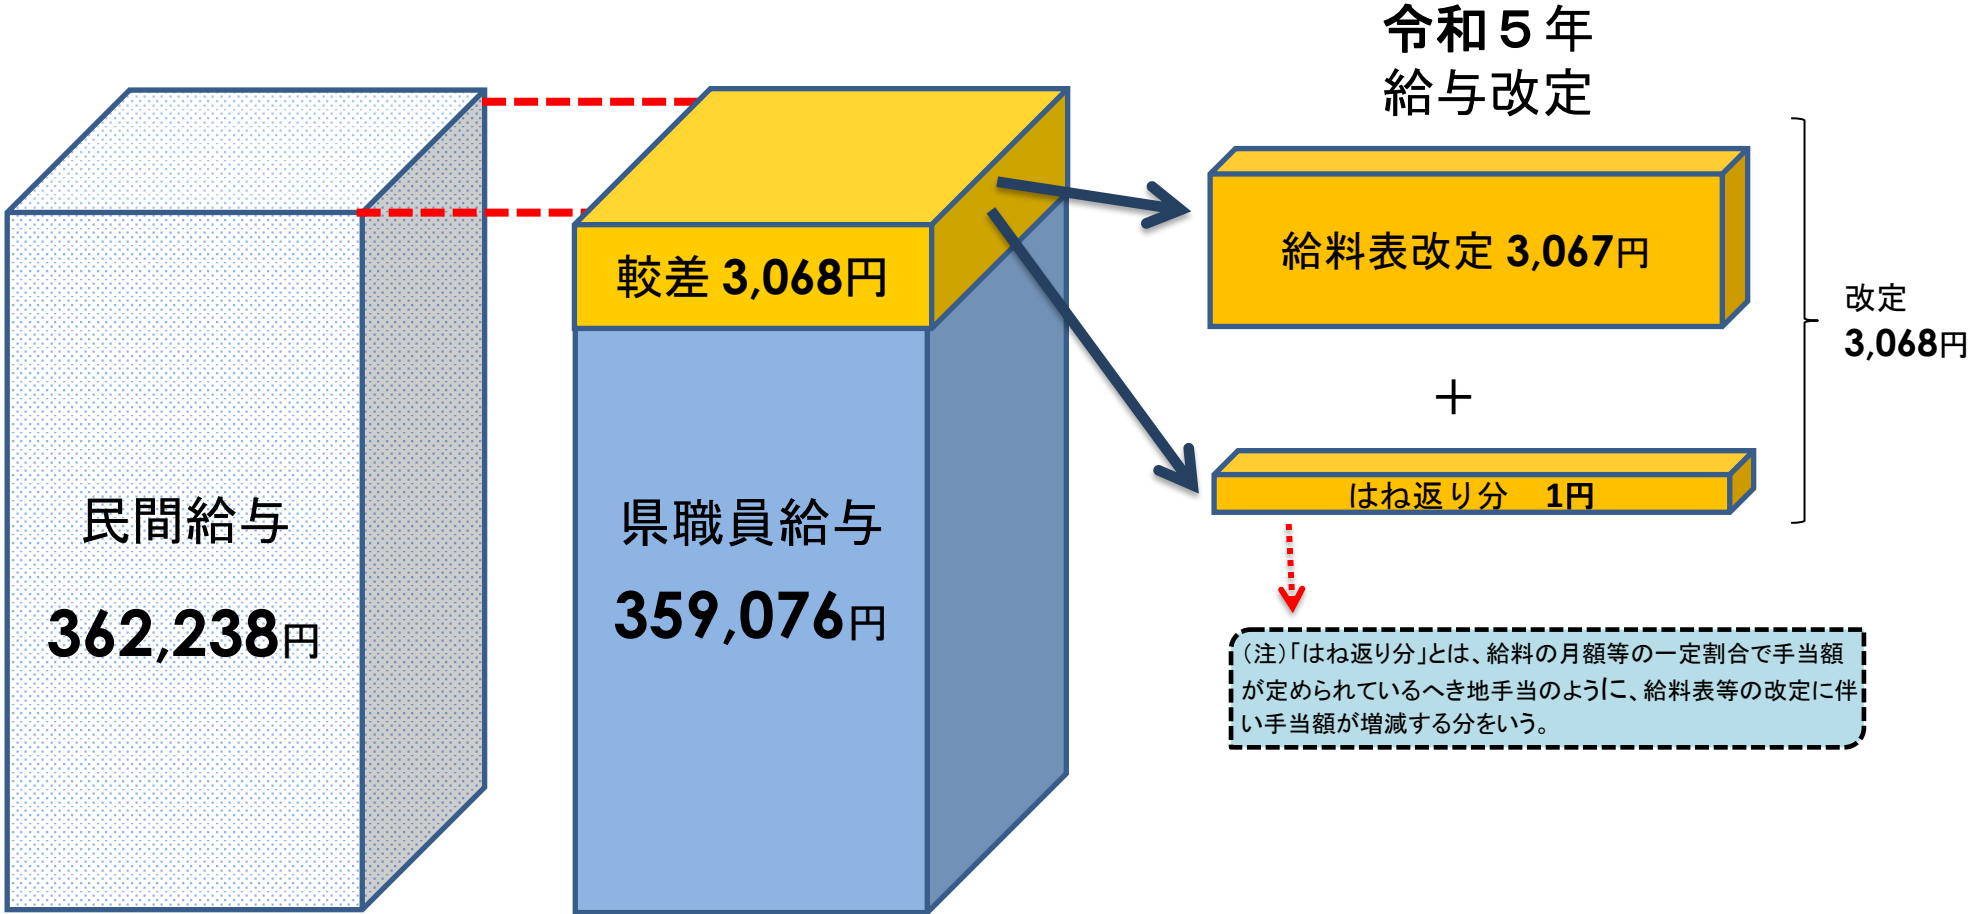 令和５年
給与改定
較差 3,068円
給料表改定 3,067円
改定
3,068円
＋
はね返り分　1円
民間給与
362,238円
県職員給与
359,076円
（注）「はね返り分」とは、給料の月額等の一定割合で手当額
が定められているへき地手当のように、給料表等の改定に伴
い手当額が増減する分をいう。